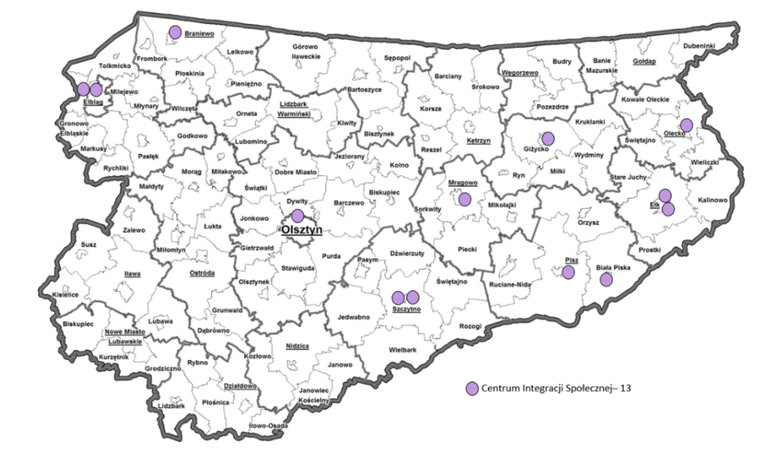 Braniewo
Frombork
Lelkowo
Tolkmicko
Płoskinia
Pieniężno
Górowo
Iławeckie
Sępopol
Bartoszyce
Barciany
Srokowo
Węgorzewo
Budry
Banie
Mazurskie
Gołdap
Dubeninki
Elbląg
Milejewo
Młynary
Wilczęta
Orneta
Lidzbark
Warmiński
Kiwity
Bisztynek
Korsze
Pozezdrze
Kruklanki
Kowale Oleckie
Gronowo
Elbląskie
Godkowo
Lubomino
Reszel
Kętrzyn
Giżycko
Wydminy
Świętajno
Olecko
Markusy
Pasłęk
Rychliki
Jeziorany
Kolno
Wieliczki
Małdyty
Morąg
Miłakowo
Dobre Miasto
Świątki
Biskupiec
Mrągowo
Ryn
Miłki
Stare Juchy
Dywity
Jonkowo
Barczewo
Sorkwity
Mikołajki
Ełk
Kalinowo
Zalewo
Łukta
Olsztyn
Orzysz
Susz
Miłomłyn
Gietrzwałd
Purda
Pasym
Dźwierzuty
Piecki
Prostki
Iława
Ostróda
Stawiguda
Olsztynek
Świętajno
Ruciane-Nida
Pisz
Biała Piska
Kisielice
Grunwald
Jedwabno
Szczytno
Biskupiec
Nowe Miasto
Lubawskie
Lubawa
Dąbrówno
Rozogi
Kurzętnik
Grodziczno
Rybno
Kozłowo
Nidzica
Janowo
Wielbark
Działdowo
Lidzbark
Płośnica
Janowiec
Kościelny
Iłowo-Osada
Centrum Integracji Społecznej– 13